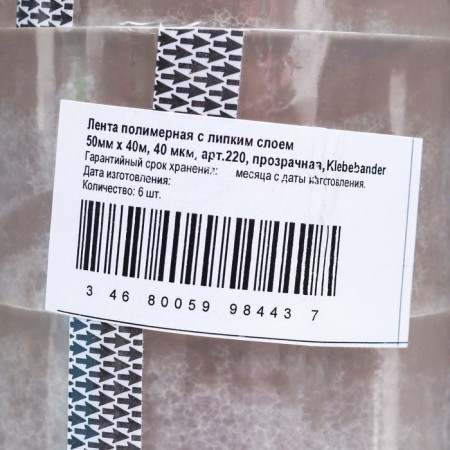 Лента полимерная с липким слоем
50мм х 40м, 40 мкм, арт.220, прозрачная, Klebebander
Гарантийный срок хранения: месяца с даты изготовления.
Дата изготовления:
Количество: 6 шт.
3 46 80059 98443 7